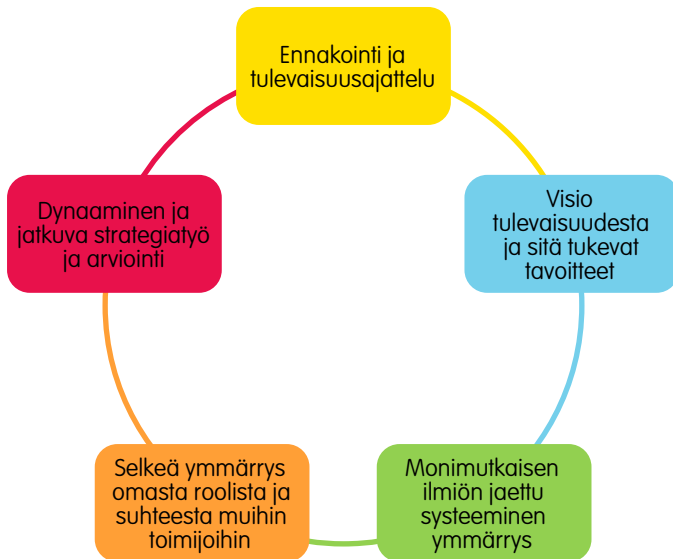 Ennakointi ja
tulevaisuusajattelu
Visio
tulevaisuudesta
ja sitä tukevat
tavoitteet
Monimutkaisen
ilmiön jaettu
systeeminen
ymmärrys
Selkeä ymmärrys
omasta roolista ja
suhteesta muihin
toimijoihin
Dynaaminen ja
jatkuva strategiatyö
ja arviointi